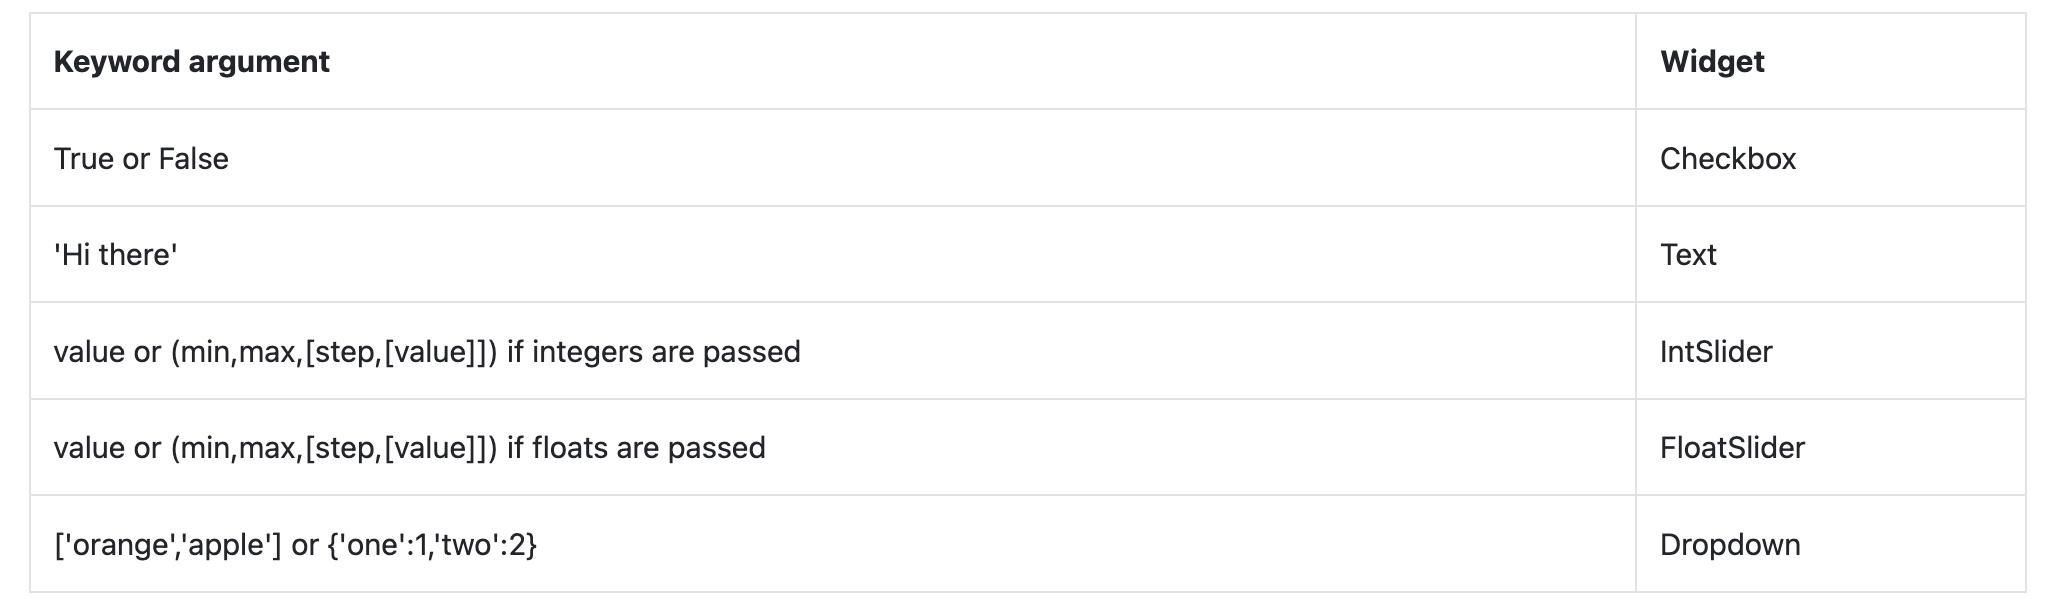 Keyword argument Widget
True or False Checkbox
'Hi there' Text
value or (min,max,[step,[value]]) if integers are passed IntSlider
value or (min,max,[step,[value]]) if floats are passed FloatSlider
['orange','apple'] or {'one':1,'two':2} Dropdown